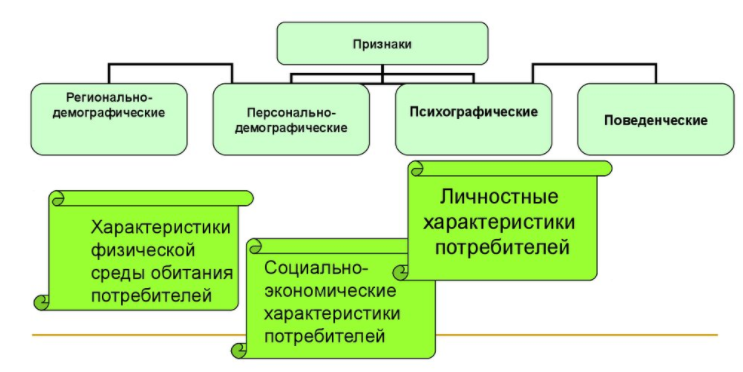 Признаки
Регионально-
демографические
Персонально-
демографические
Психографические
Поведенческие
Характеристики
физической
среды обитания
потребителей
Социально-
экономические
характеристики
потребителей
Личностные
характеристики
потребителей